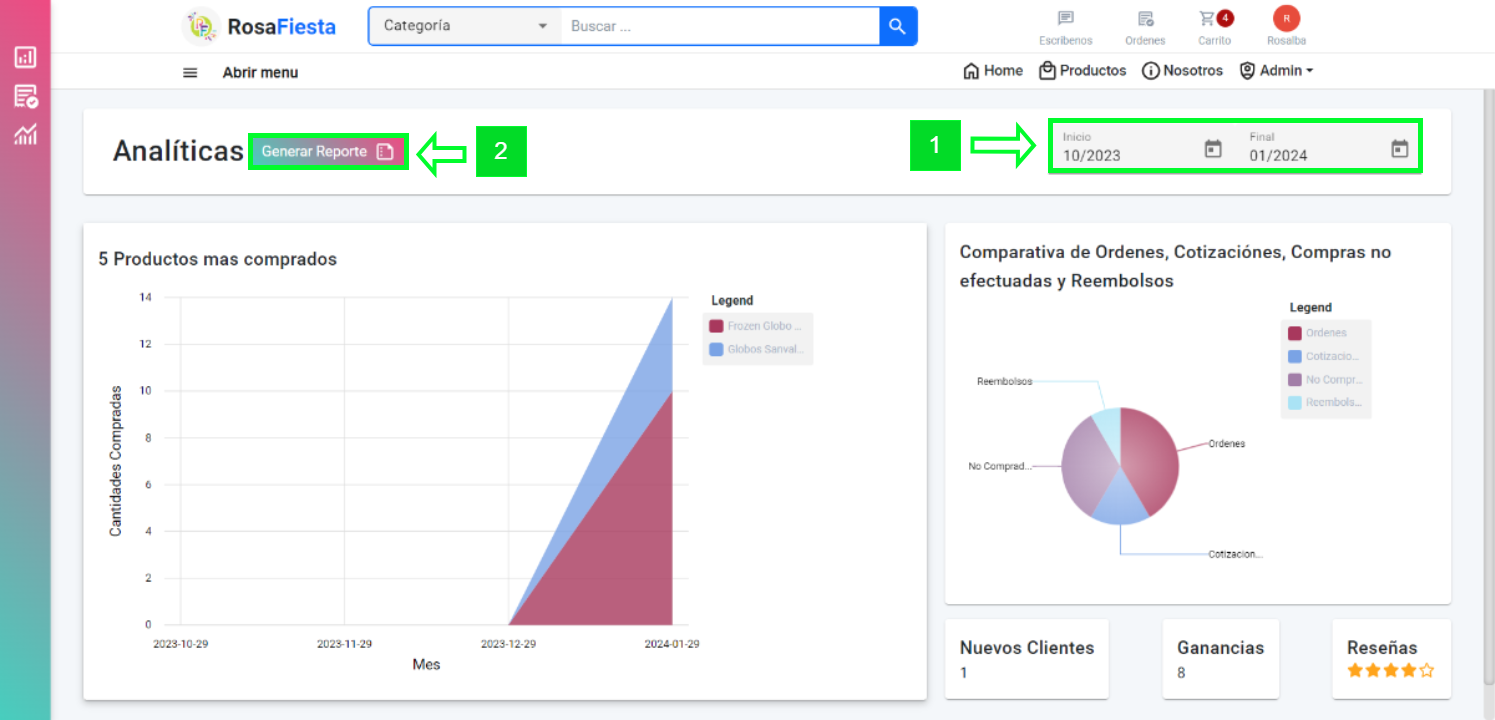 RosaFiesta
Categoría
Buscar ...
Escribenos
Ordenes
4
Carrito
R
Rosalba
Abrir menu
Home
Productos
Nosotros
Admin
Analíticas
Generar Reporte
2
1
Inicio
10/2023
Final
01/2024
5 Productos mas comprados
14
12
10
8
6
4
2
0
Cantidades Compradas
2023-10-29
2023-11-29
2023-12-29
2024-01-29
Mes
Legend
Frozen Globo ...
Globos Sanval...
Comparativa de Ordenes, Cotizaciónes, Compras no
efectuadas y Reembolsos
Legend
Ordenes
Cotizacio...
No Compr...
Reembols...
Reembolsos
Ordenes
No Comprad...
Cotizacion...
Nuevos Clientes
1
Ganancias
8
Reseñas